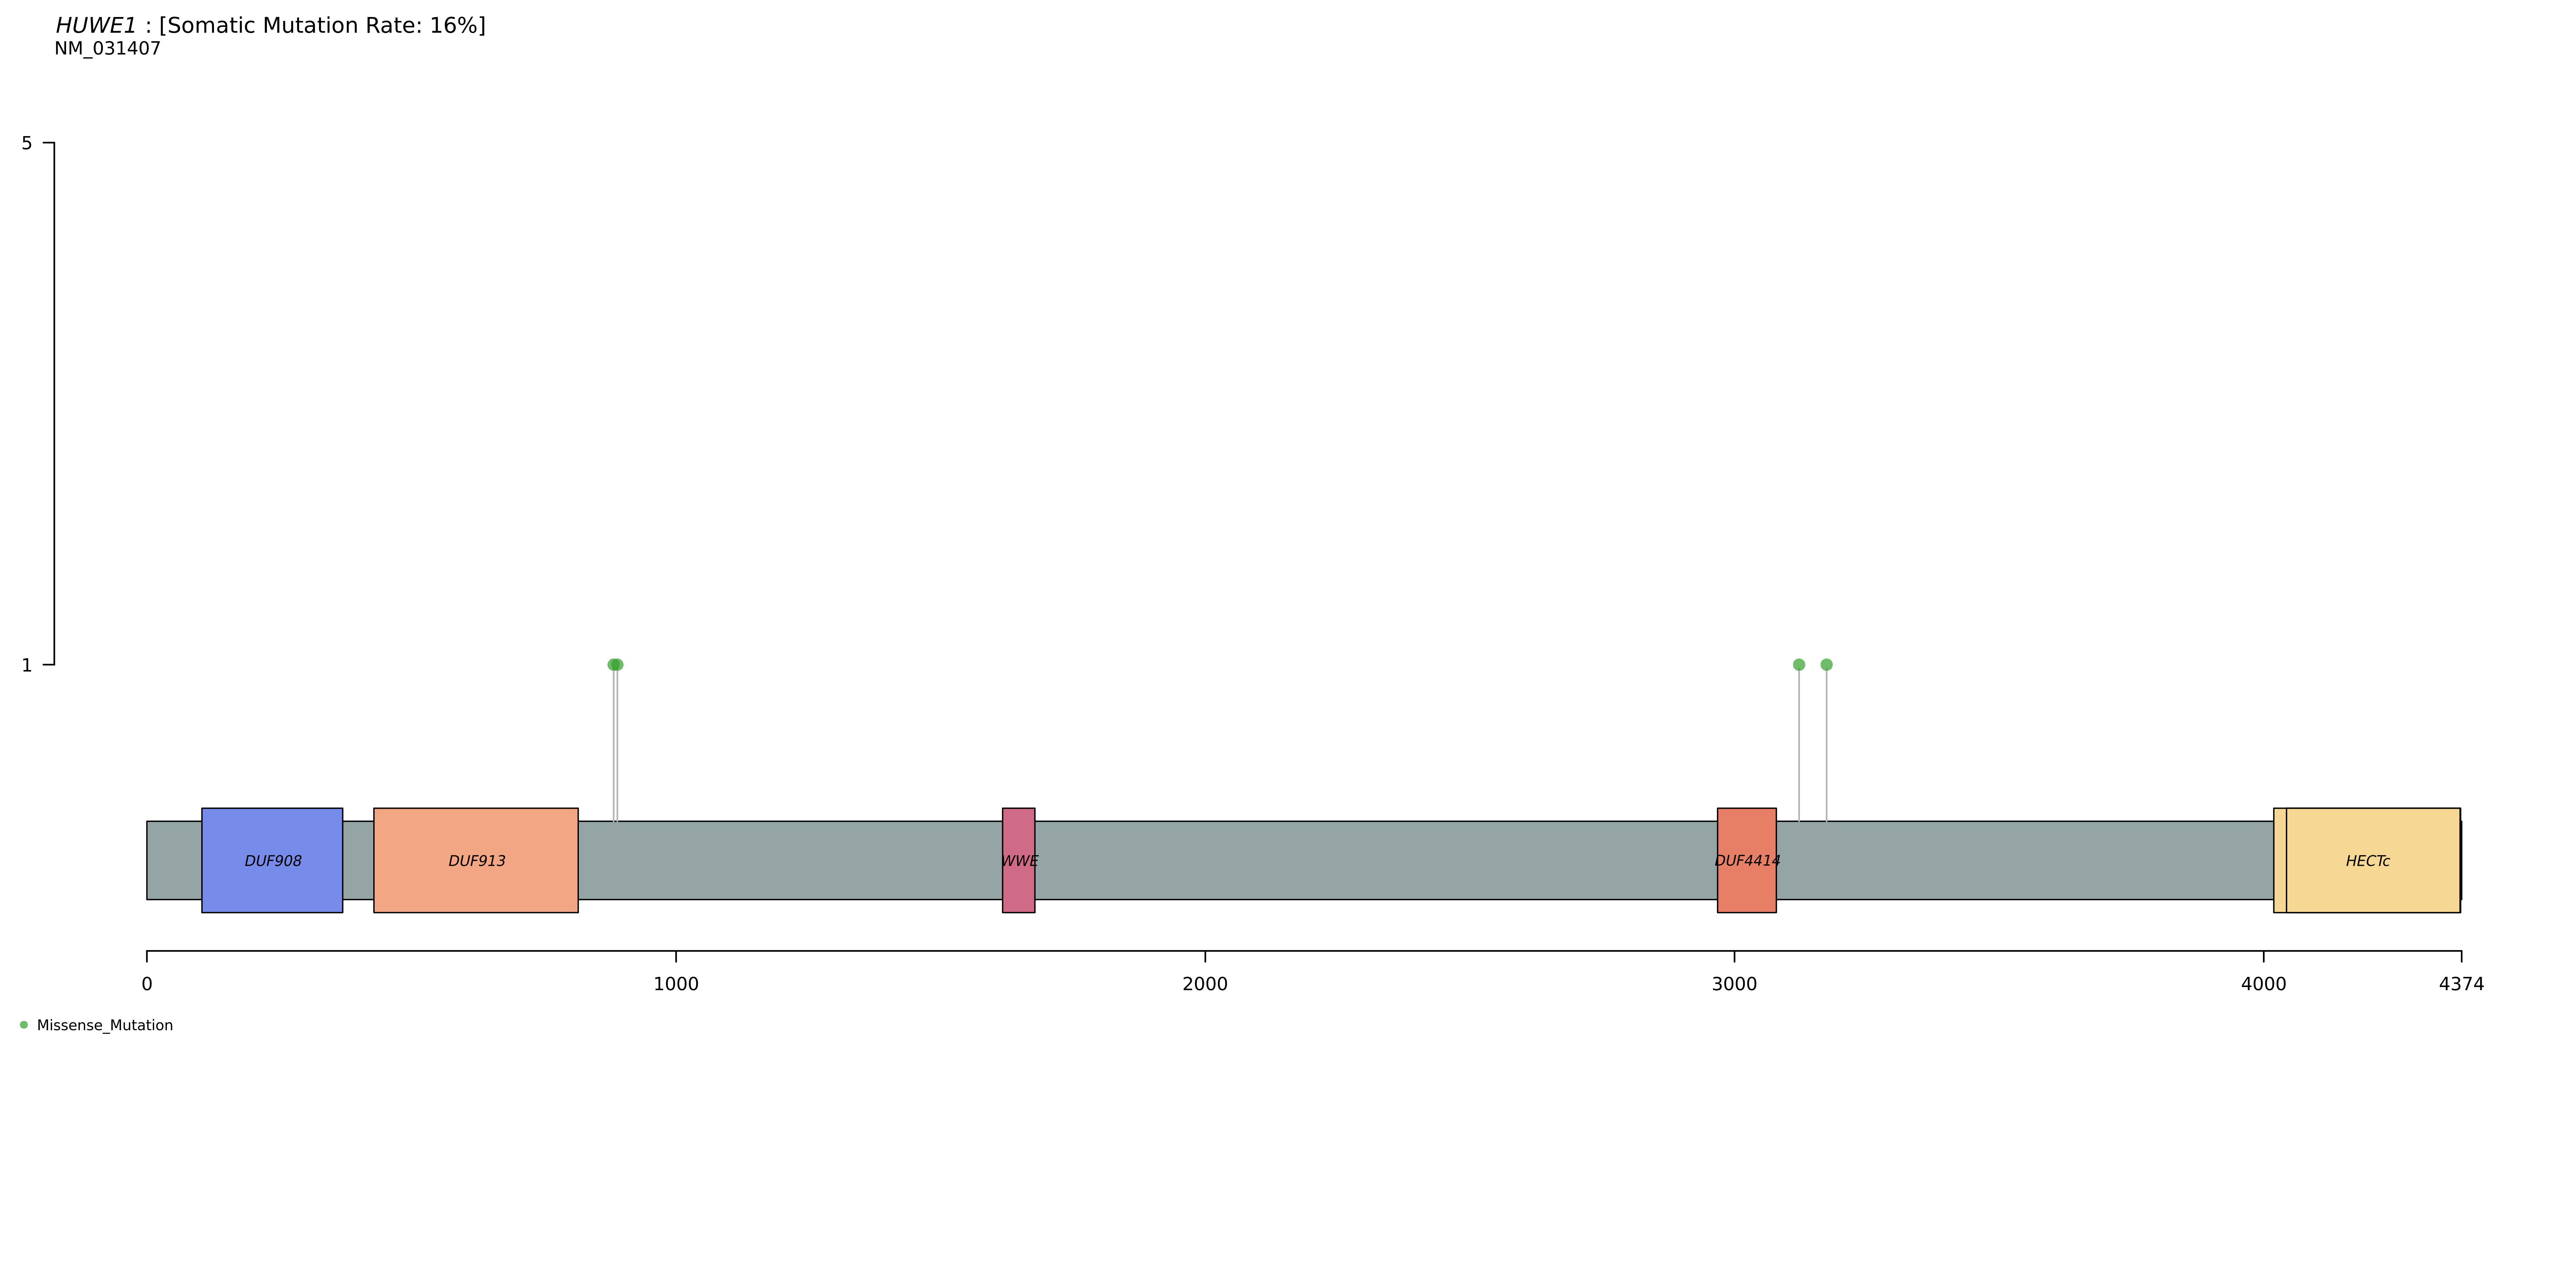 HUWE1 : [Somatic Mutation Rate: 16%]
NM_031407
5
1
DUF908 DUF913 WWE DUF4414 HECTc
0 1000 2000 3000 4000 4374
Missense_Mutation